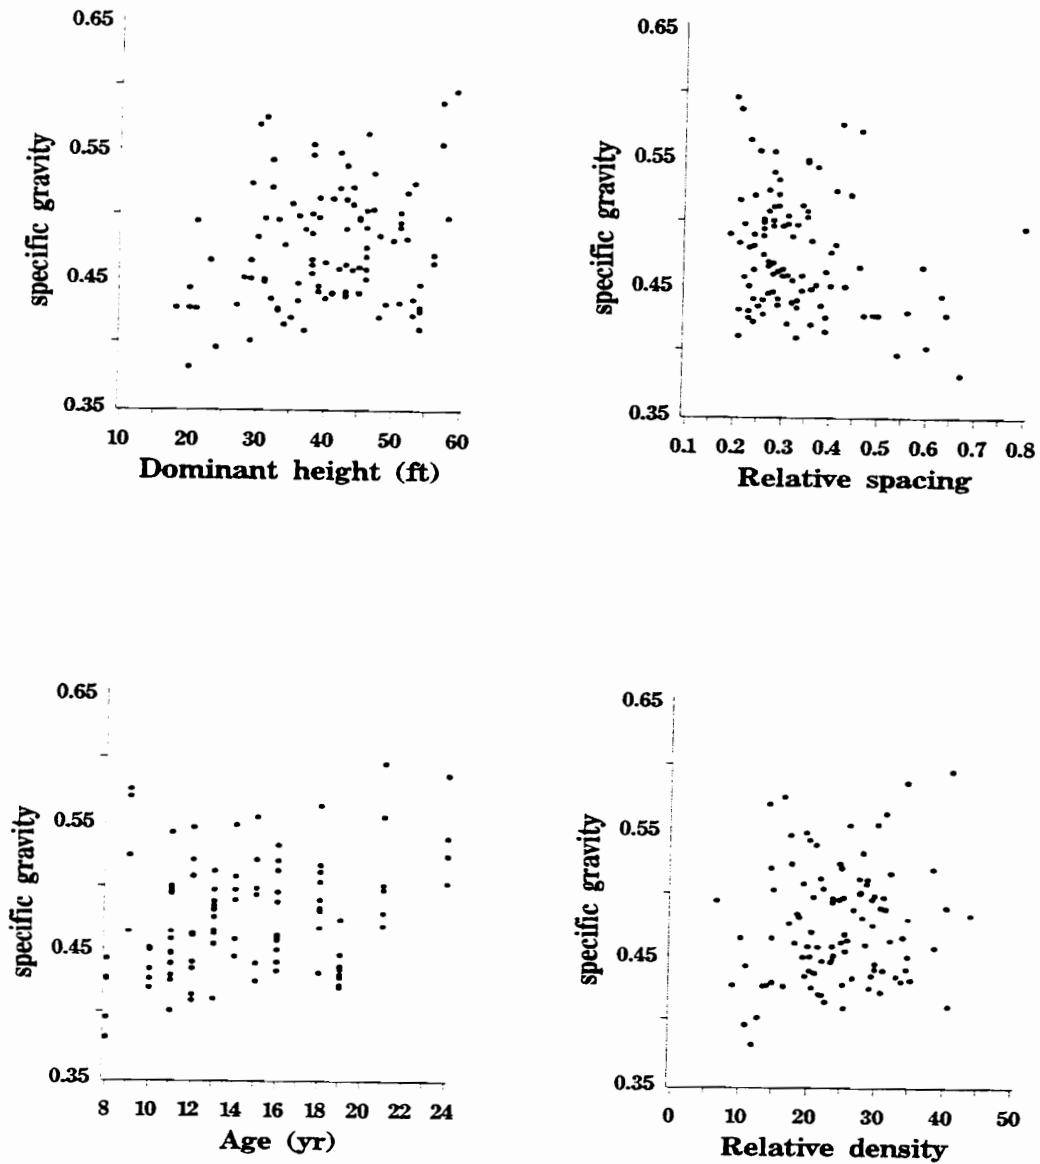 0.65
0.55
0.45
0.35
specific gravity
10 20 30 40 50 60
Dominant height (ft)
0.65
0.55
0.45
0.35
specific gravity
0.1 0.2 0.3 0.4 0.5 0.6 0.7 0.8
Relative spacing
0.65
0.55
0.45
0.35
specific gravity
8 10 12 14 16 18 20 22 24
Age (yr)
0.65
0.55
0.45
0.35
specific gravity
0 10 20 30 40 50
Relative density